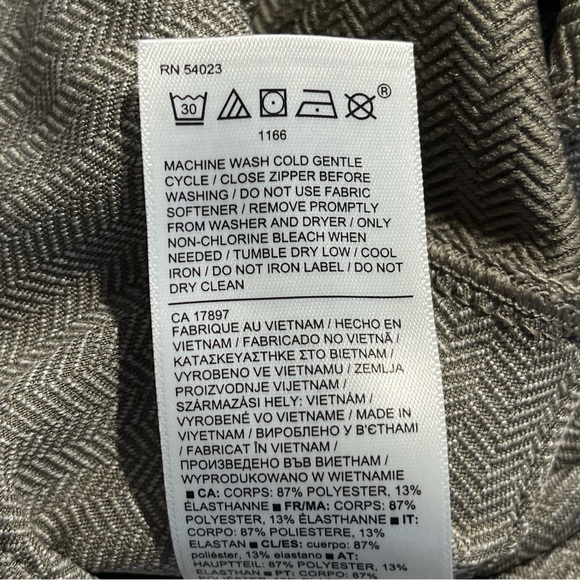 RN 54023
30
®
1166
MACHINE WASH COLD GENTLE
CYCLE / CLOSE ZIPPER BEFORE
WASHING / DO NOT USE FABRIC
SOFTENER / REMOVE PROMPTLY
FROM WASHER AND DRYER / ONLY
NON-CHLORINE BLEACH WHEN
NEEDED / TUMBLE DRY LOW / COOL
IRON / DO NOT IRON LABEL / DO NOT
DRY CLEAN
CA 17897
FABRIQUE AU VIETNAM / HECHO EN
VIETNAM / FABRICADO NO VIETNÃ /
ΚΑΤΑΣΚΕΥΑΣΤΗΚΕ ΣΤΟ ΒΙΕΤΝΑΜ /
VYROBENO VE VIETNAMU / ZEMLJA
PROIZVODNJE VIJETNAM /
SZÁRMAZÁSI HELY: VIETNÁM /
VYROBENÉ VO VIETNAME / MADE IN
VIYETNAM / ВИРОБЛЕНО У В'ЄТНАМІ
/ FABRICAT ÎN VIETNAM /
ПРОИЗВЕДЕНО ВЪВ ВИЕТНАМ /
WYPRODUKOWANO W WIETNAMIE
■ CA: CORPS: 87% POLYESTER, 13%
ÉLASTHANNE ■ FR/MA: CORPS: 87%
POLYESTER, 13% ÉLASTHANNE ■ IT:
CORPO: 87% POLIESTERE, 13%
ELASTAN ■ CL/ES: cuerpo: 87%
poliéster, 13% elastano ■ AT:
HAUPTTEIL: 87% POLYESTER, 13%
ELASTHAN ■ PT: CORPO: 87%